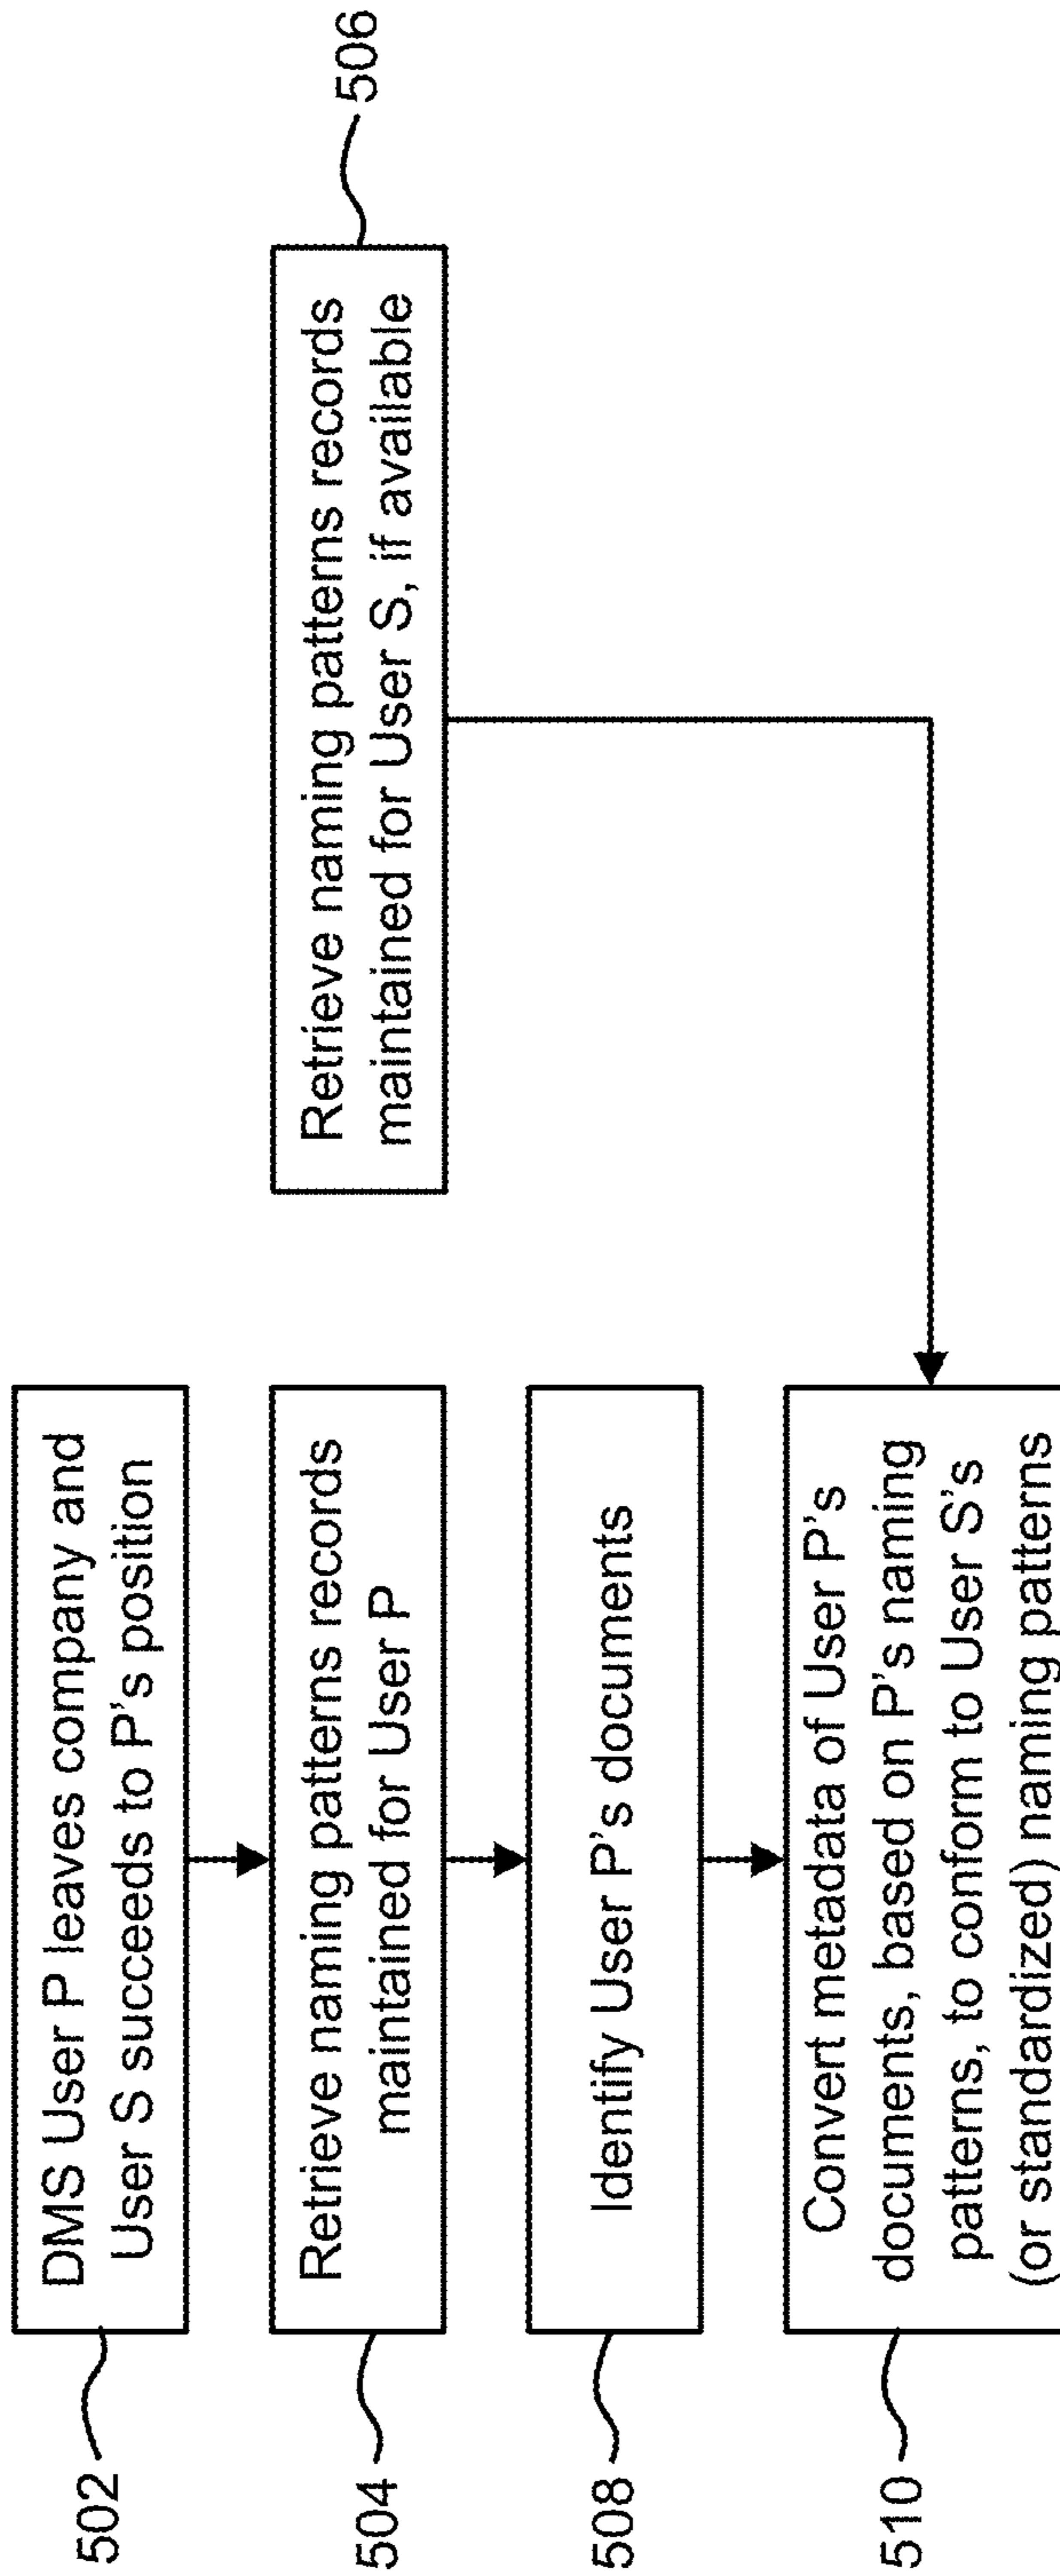 502
DMS User P leaves company and
User S succeeds to P's position
504
Retrieve naming patterns records
maintained for User P
506
Retrieve naming patterns records
maintained for User S, if available
508
Identify User P's documents
510
Convert metadata of User P's
documents, based on P's naming
patterns, to conform to User S's
(or standardized) naming patterns